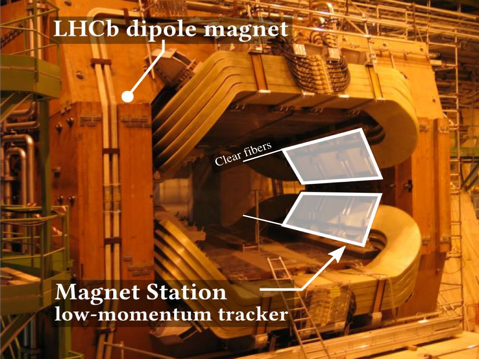 LHCb dipole magnet
Clear fibers
Magnet Station
low-momentum tracker